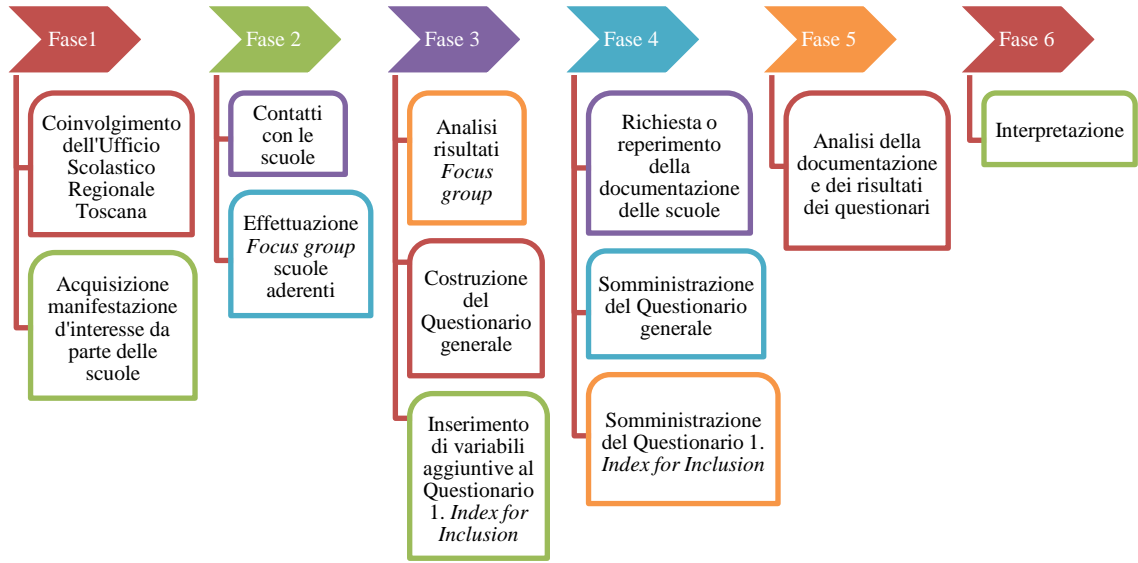 Fase1
Coinvolgimento
dell'Ufficio
Scolastico
Regionale
Toscana
Acquisizione
manifestazione
d'interesse da
parte delle
scuole
Fase 2
Contatti
con le
scuole
Effettuazione
Focus group
scuole
aderenti
Fase 3
Analisi
risultati
Focus
group
Costruzione
del
Questionario
generale
Inserimento
di variabili
aggiuntive al
Questionario
1. Index for
Inclusion
Fase 4
Richiesta o
reperimento
della
documentazione
delle scuole
Somministrazione
del Questionario
generale
Somministrazione
del Questionario 1.
Index for Inclusion
Fase 5
Analisi della
documentazione
e dei risultati
dei questionari
Fase 6
Interpretazione